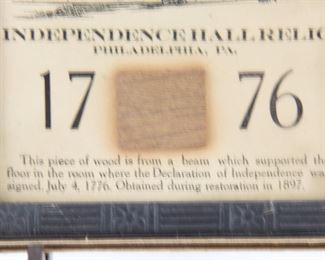 INDEPENDENCE HALL RELIC
PHILADELPHIA, PA.
17 76
This piece of wood is from a beam which supported the
floor in the room where the Declaration of Independence was
signed, July 4, 1776. Obtained during restoration in 1897.